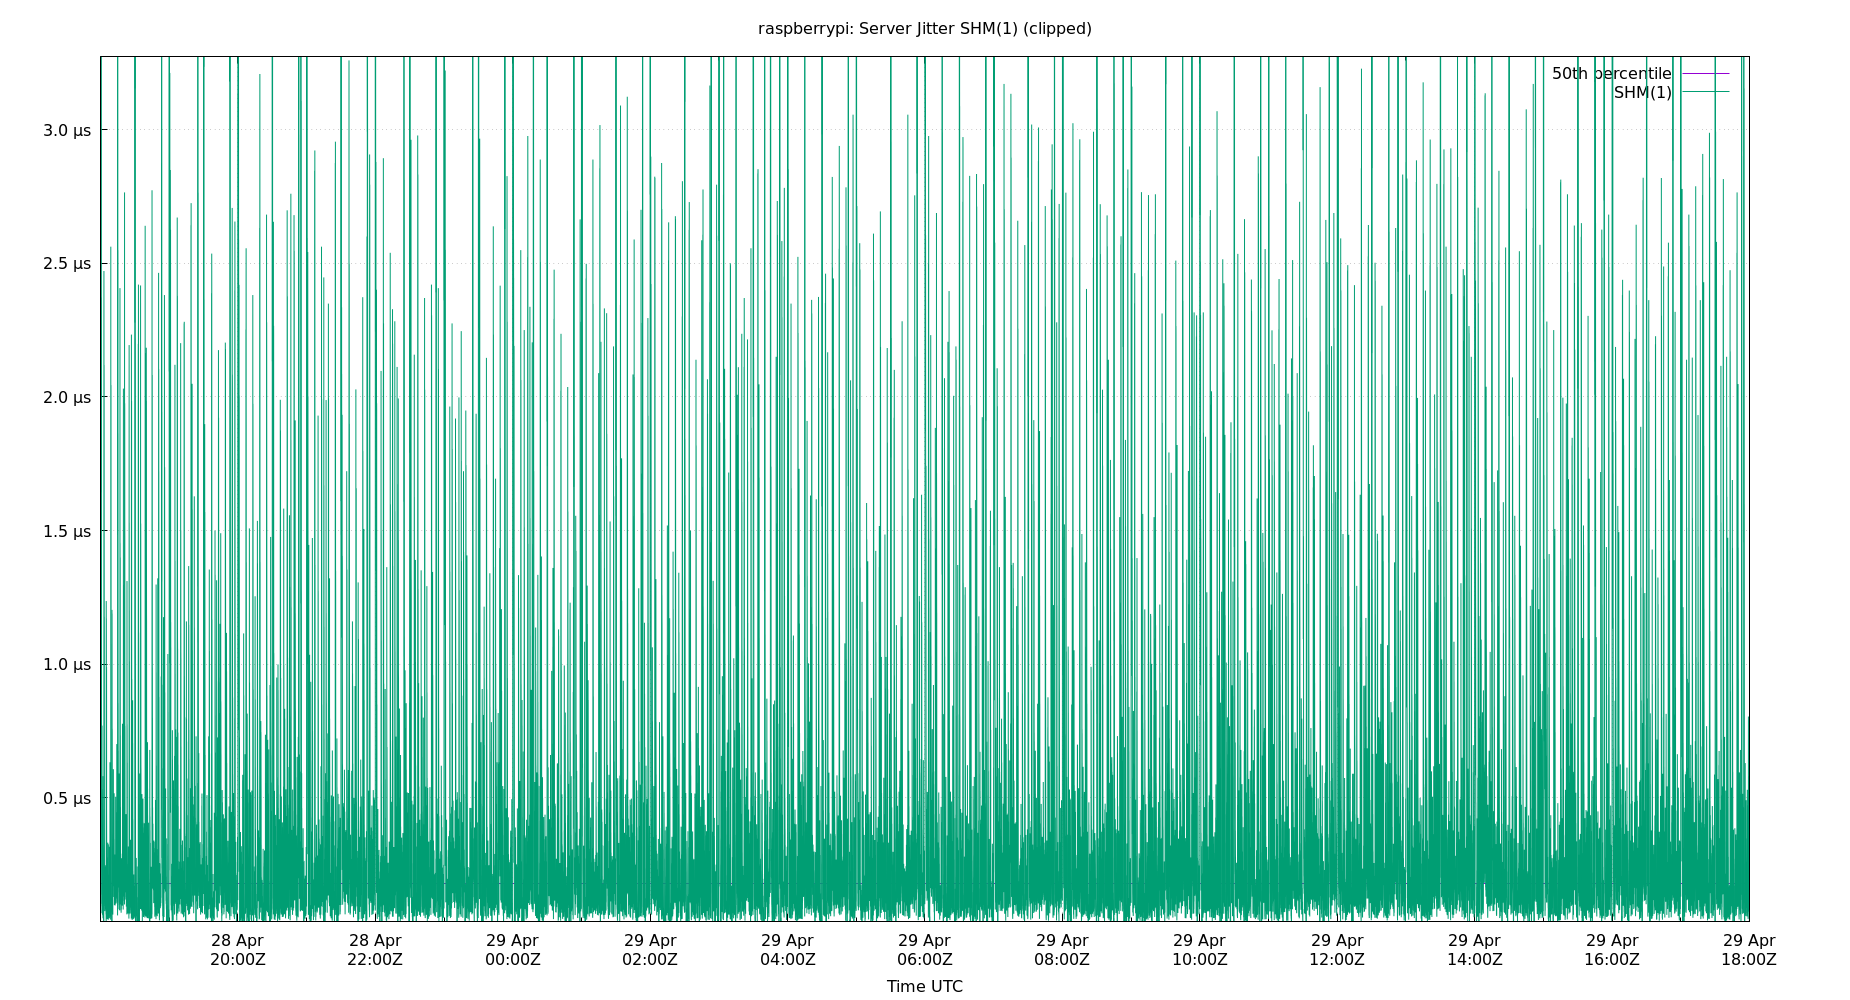 raspberrypi: Server Jitter SHM(1) (clipped)
50th percentile
SHM(1)
3.0 µs
2.5 µs
2.0 µs
1.5 µs
1.0 µs
0.5 µs
28 Apr 28 Apr 29 Apr 29 Apr 29 Apr 29 Apr 29 Apr 29 Apr 29 Apr 29 Apr 29 Apr 29 Apr
20:00Z 22:00Z 00:00Z 02:00Z 04:00Z 06:00Z 08:00Z 10:00Z 12:00Z 14:00Z 16:00Z 18:00Z
Time UTC